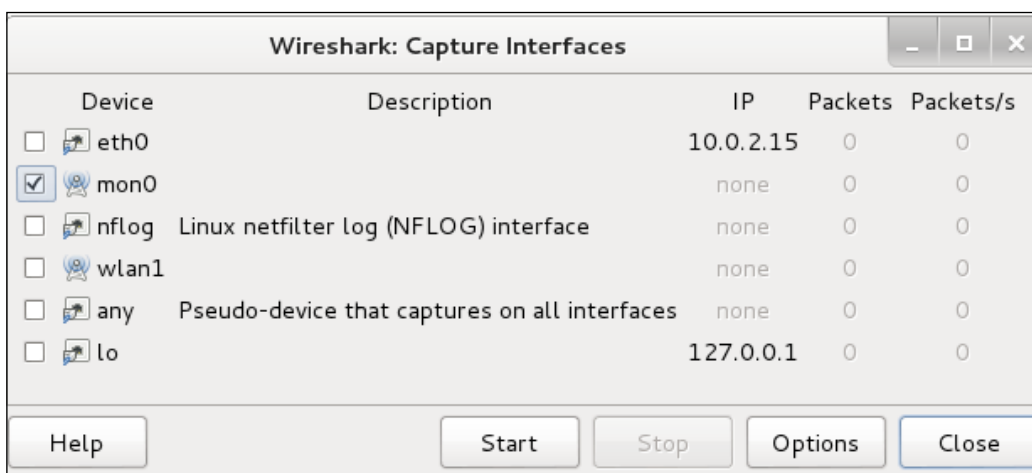 Wireshark: Capture Interfaces
Device Description IP Packets Packets/s
eth0 10.0.2.15 0 0
mon0 none 0 0
nflog Linux netfilter log (NFLOG) interface none 0 0
wlan1 none 0 0
any Pseudo-device that captures on all interfaces none 0 0
lo 127.0.0.1 0 0
Help Start Stop Options Close